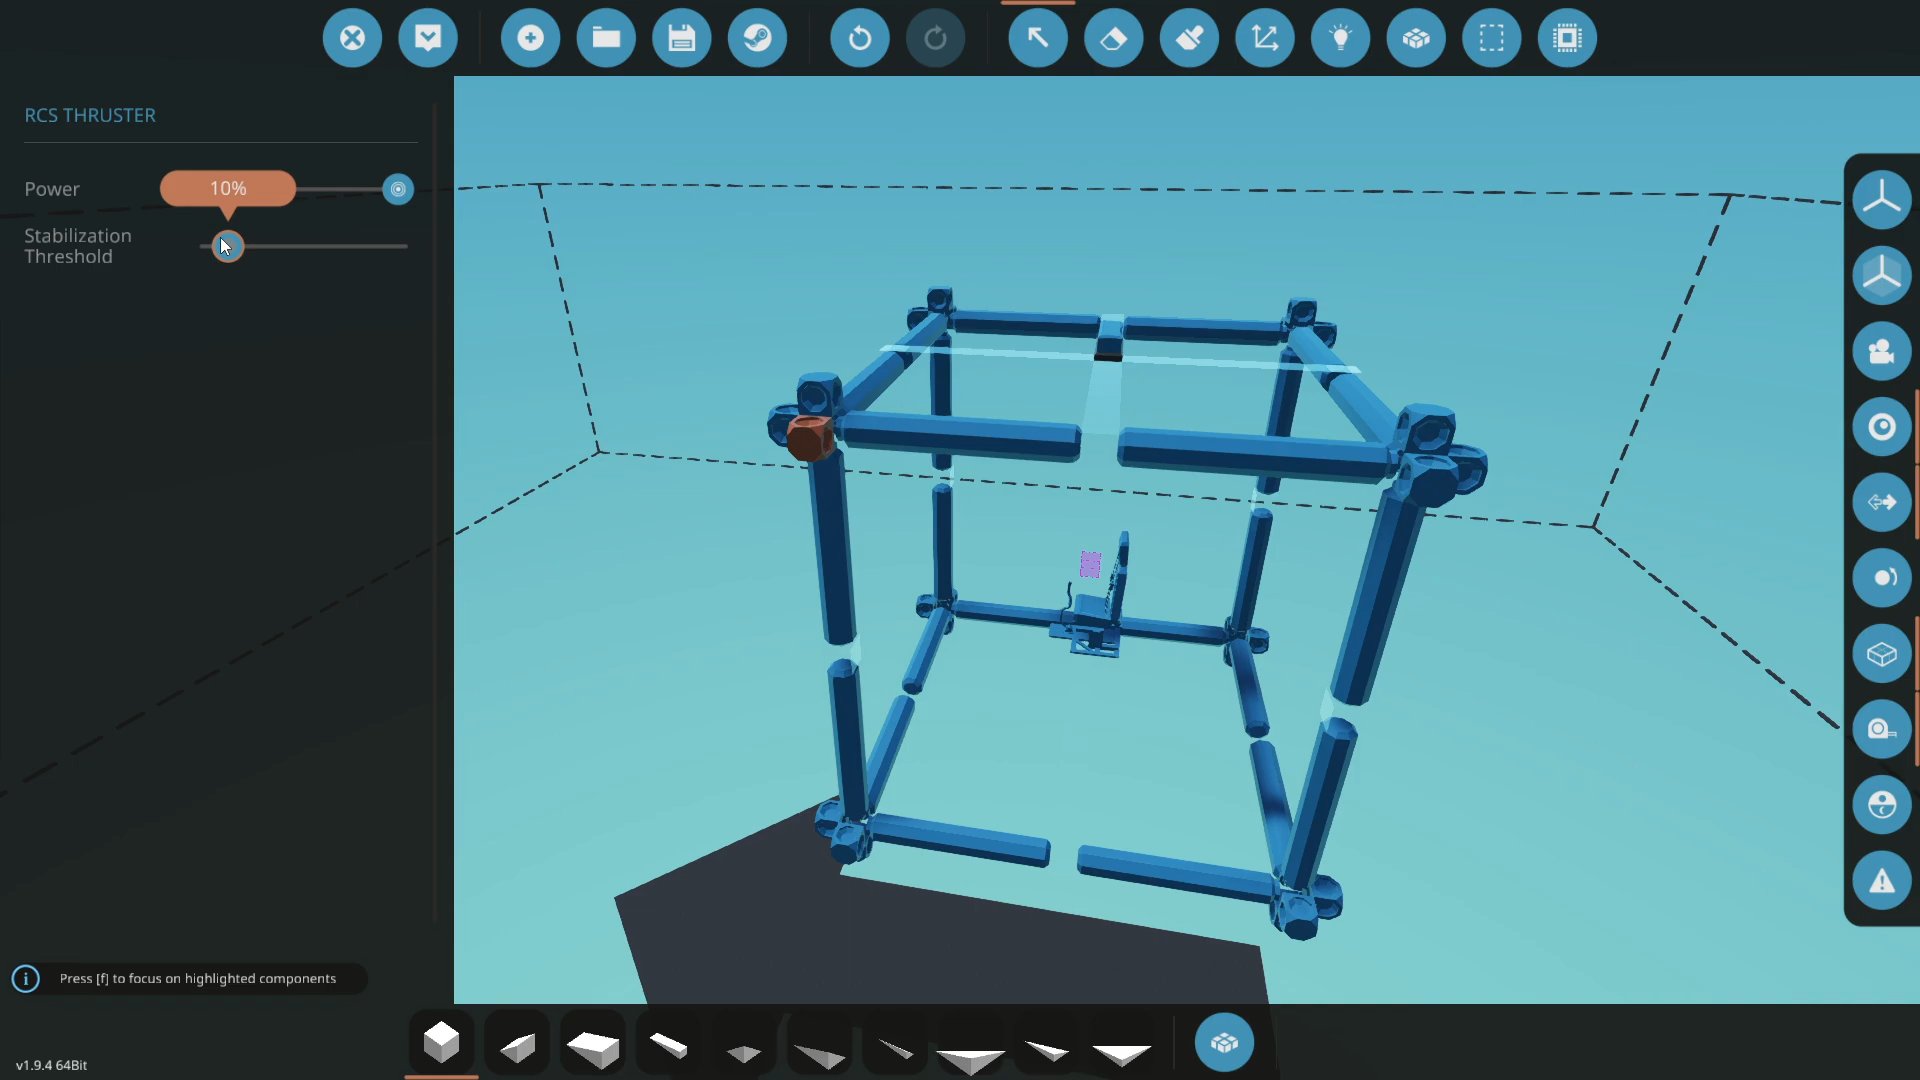 RCS THRUSTER
Power
10%
Stabilization
Threshold
Press [f] to focus on highlighted components
v1.9.4 64Bit